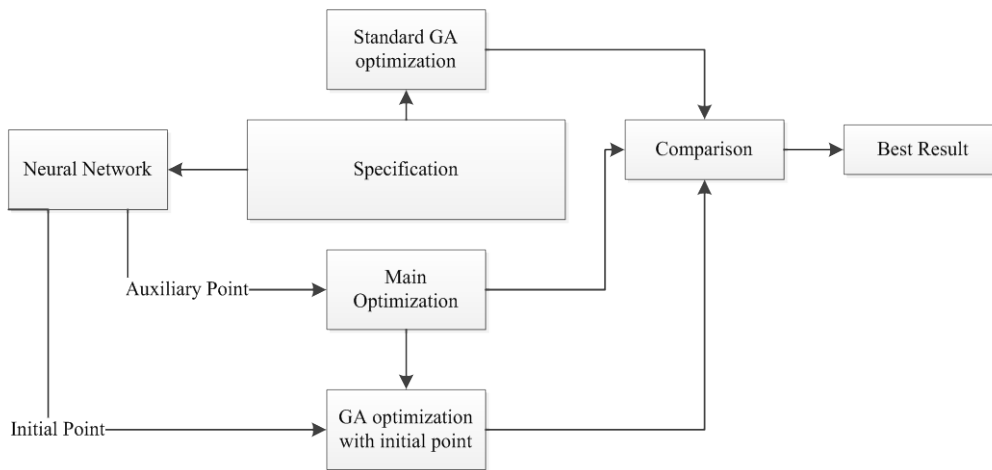 Standard GA
optimization
Neural Network
Specification
Comparison
Best Result
Auxiliary Point
Main
Optimization
Initial Point
GA optimization
with initial point